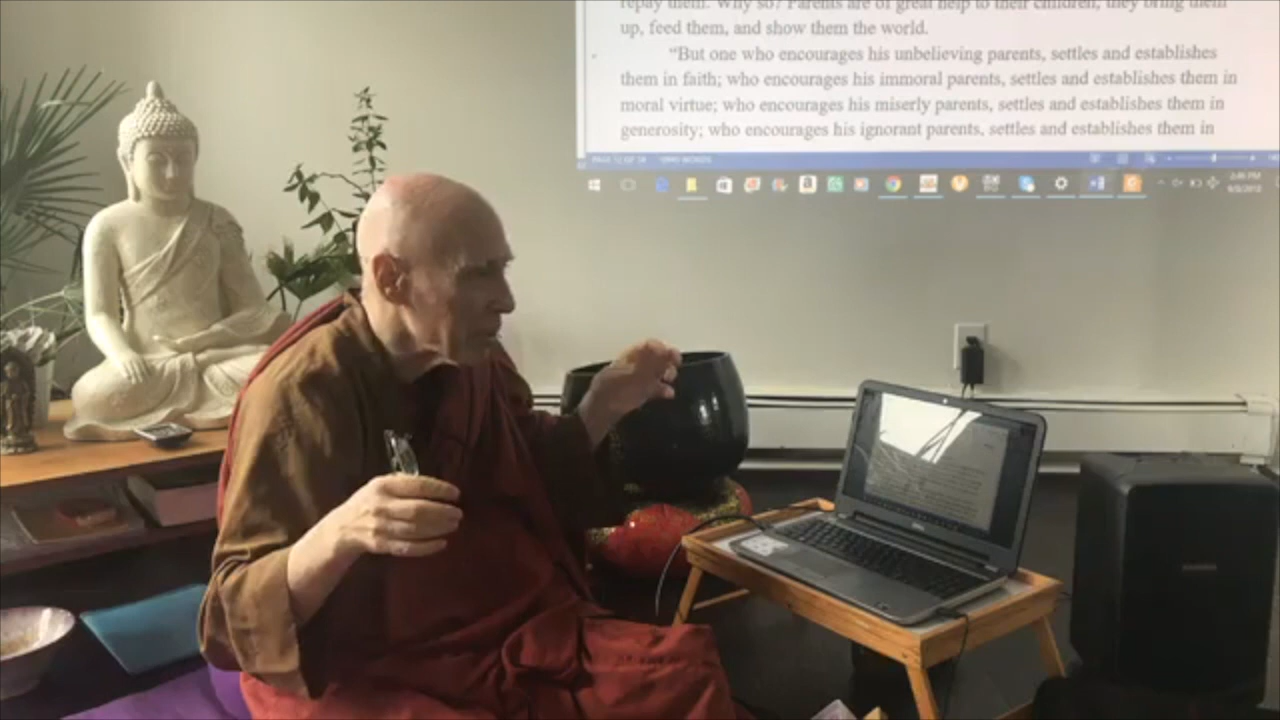 repay them. Why so? Parents are of great help to their children, they bring them
up, feed them, and show them the world.
“But one who encourages his unbelieving parents, settles and establishes
them in faith; who encourages his immoral parents, settles and establishes them in
moral virtue; who encourages his miserly parents, settles and establishes them in
generosity; who encourages his ignorant parents, settles and establishes them in